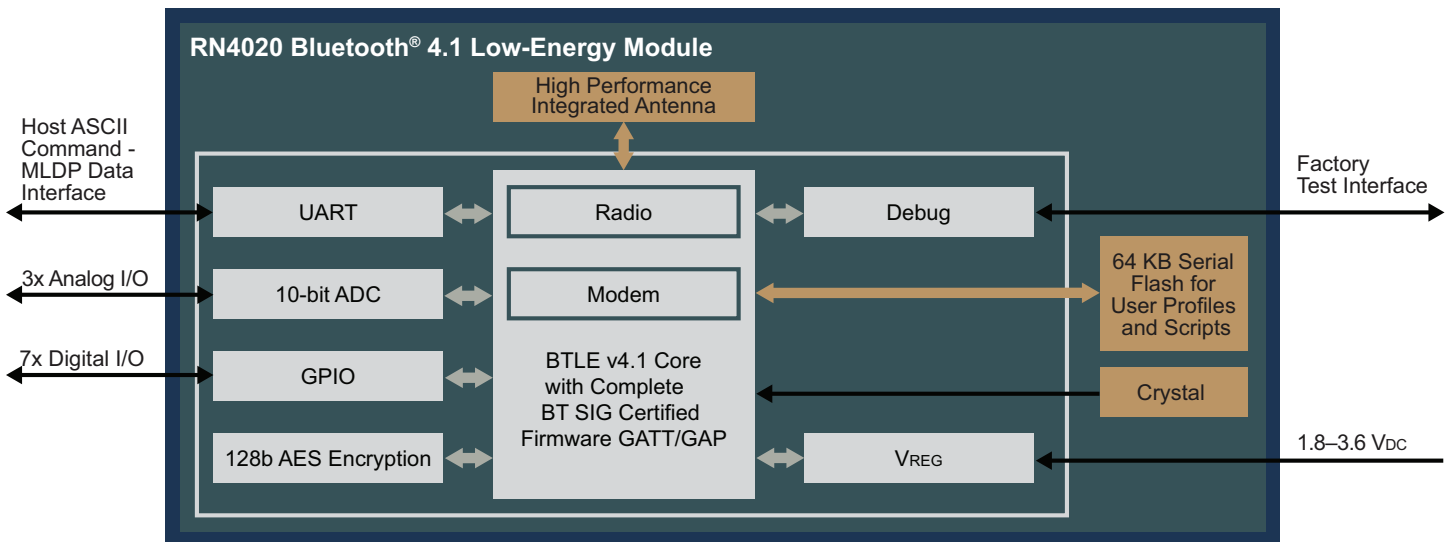 RN4020 Bluetooth® 4.1 Low-Energy Module
High Performance
Integrated Antenna
Host ASCII
Command -
MLDP Data
Interface
UART
Radio
Debug
Factory
Test Interface
3x Analog I/O
10-bit ADC
Modem
64 KB Serial
Flash for
User Profiles
and Scripts
7x Digital I/O
GPIO
BTLE v4.1 Core
with Complete
BT SIG Certified
Firmware GATT/GAP
Crystal
128b AES Encryption
VREG
1.8–3.6 VDC